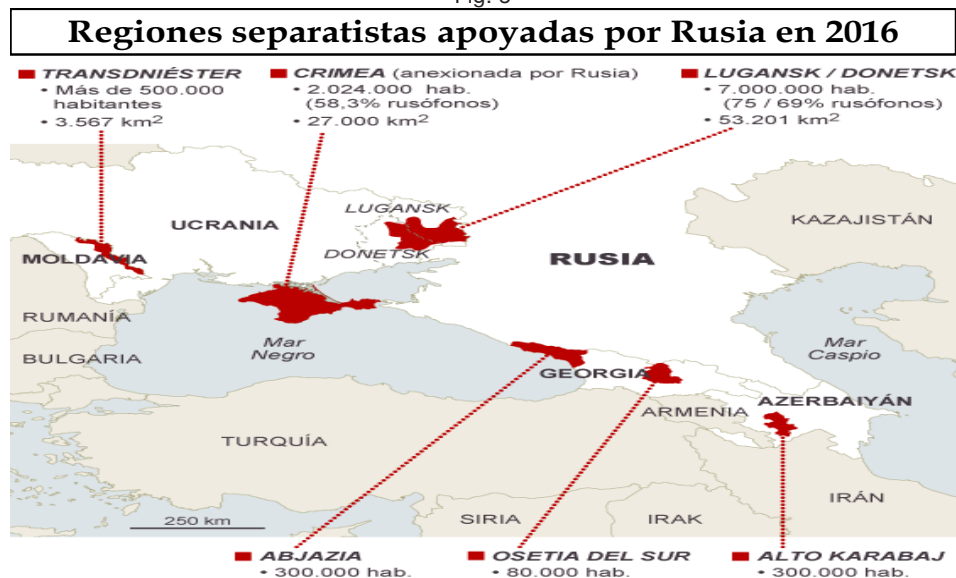 Regiones separatistas apoyadas por Rusia en 2016
TRANSDNIÉSTER
• Más de 500.000
habitantes
• 3.567 km²
CRIMEA (anexionada por Rusia)
• 2.024.000 hab.
(58,3% rusófonos)
• 27.000 km²
LUGANSK / DONETSK
• 7.000.000 hab.
(75 / 69% rusófonos)
• 53.201 km²
UCRANIA
LUGANSK
DONETSK
KAZAJISTÁN
MOLDAVIA
RUSIA
RUMANÍA
BULGARIA
Mar
Negro
Mar
Caspio
GEORGIA
ARMENIA
AZERBAIYÁN
TURQUÍA
250 km
SIRIA
IRAK
IRÁN
ABJAZIA
• 300.000 hab.
OSETIA DEL SUR
• 80.000 hab.
ALTO KARABAJ
• 300.000 hab.